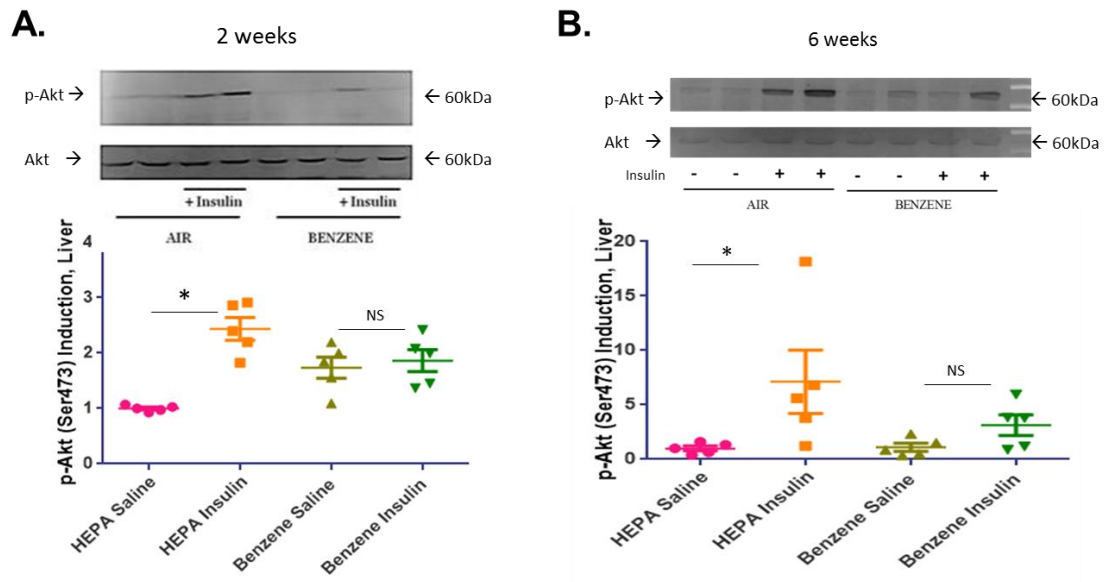 A.
2 weeks
p-Akt → ← 60kDa
Akt → ← 60kDa
+ Insulin + Insulin
AIR BENZENE
p-Akt (Ser473) Induction, Liver
4
3
2
1
0
*
NS
HEPA Saline
HEPA Insulin
Benzene Saline
Benzene Insulin
B.
6 weeks
p-Akt → ← 60kDa
Akt → ← 60kDa
Insulin - - + + - - + +
AIR BENZENE
p-Akt (Ser473) Induction, Liver
20
15
10
5
0
*
NS
HEPA Saline
HEPA Insulin
Benzene Saline
Benzene Insulin